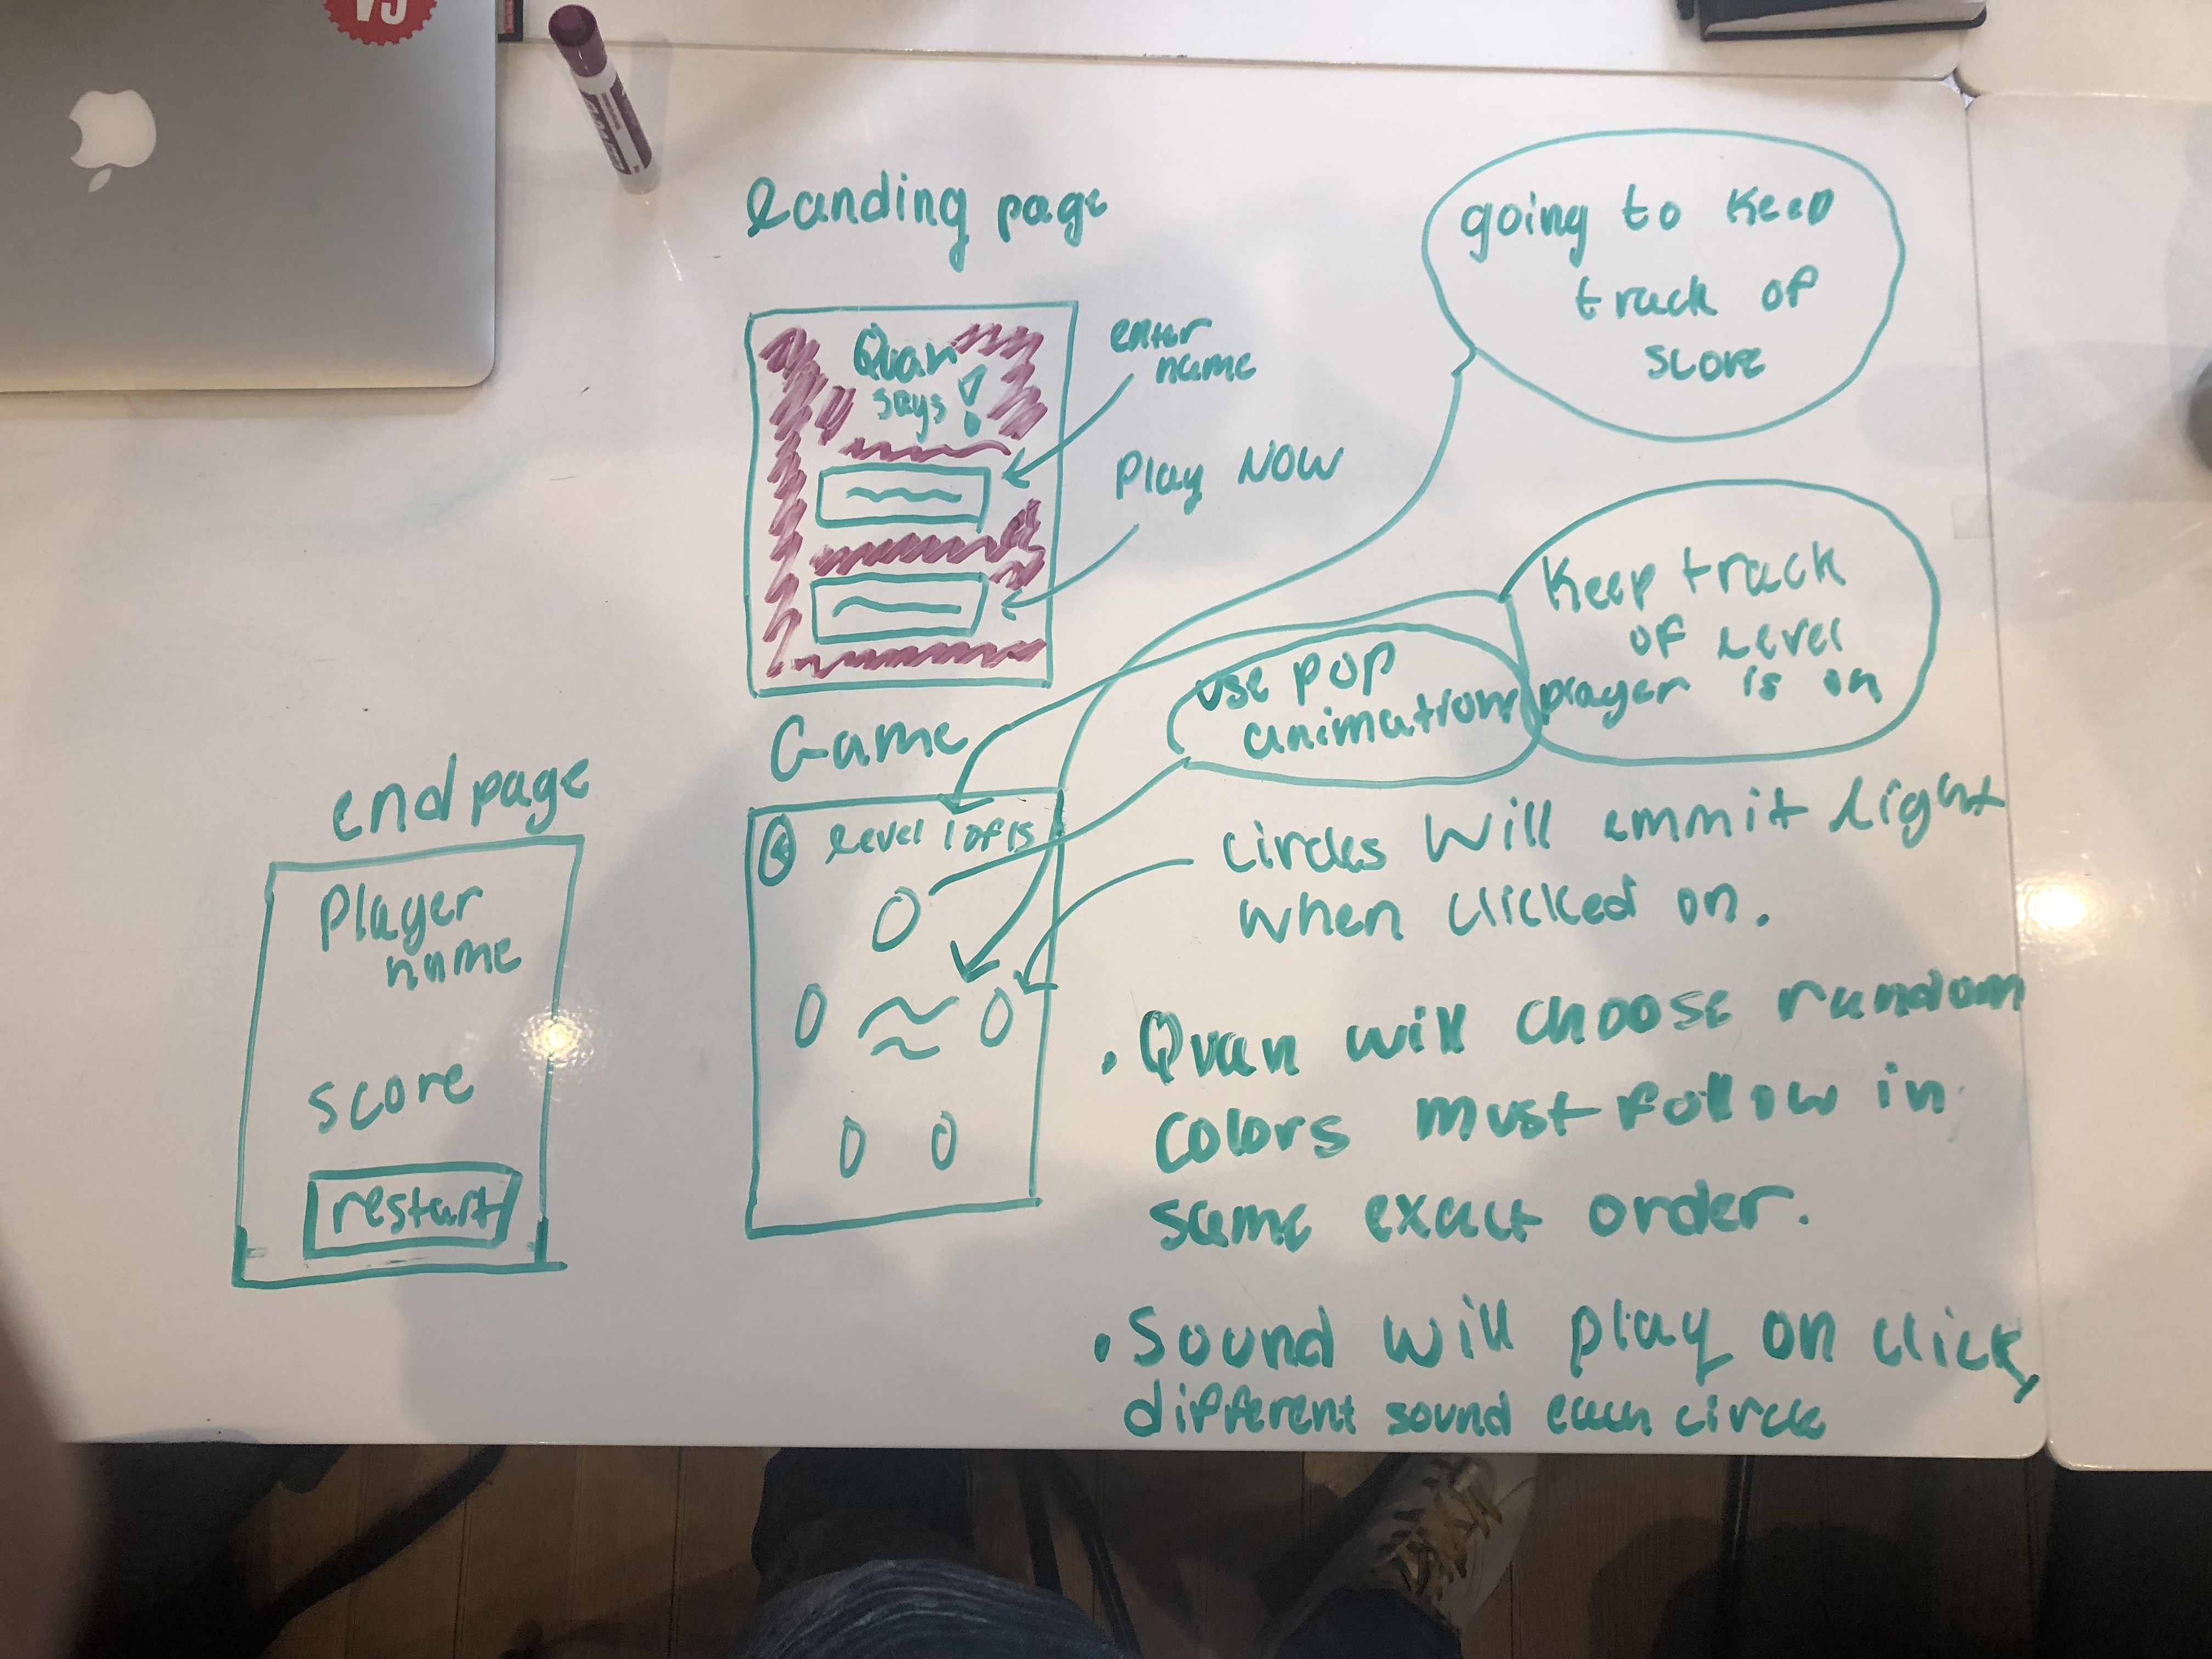 Landing page
Quan
says
enter
name
Play NOW
going to keep
track of
score
Game
level 1 of 15
use pop
animations
Keep track
of level
player is on
circles will emmit light
when clicked on.
• Quan will choose random
Colors must follow in
same exact order.
• Sound will play on click,
different sound each circle
end page
Player
name
score
restart